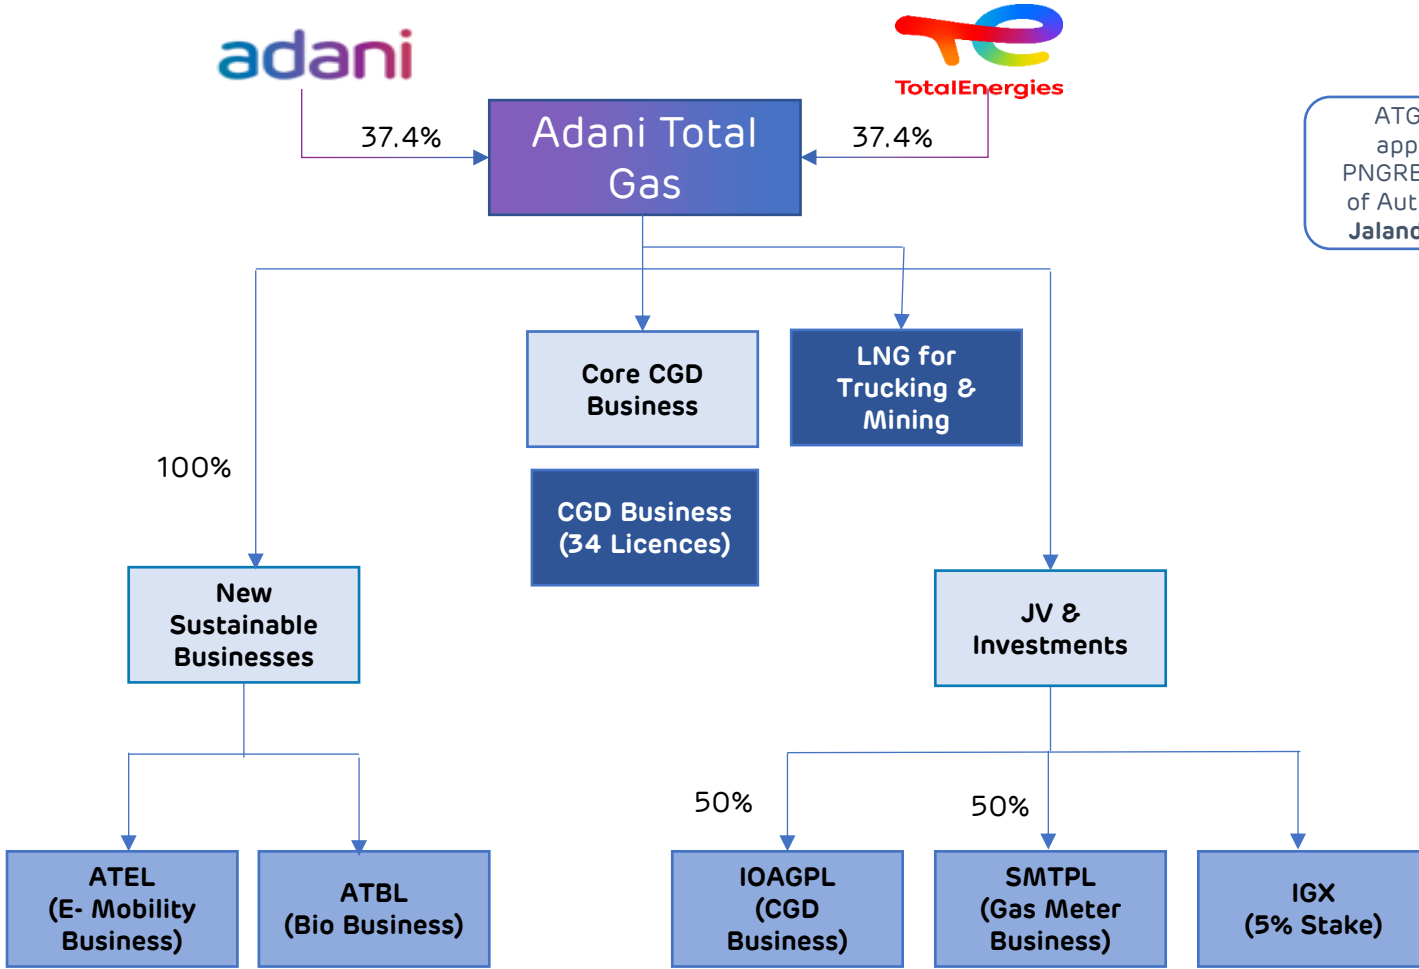 adani
TotalEnergies
37.4%
Adani Total
Gas
37.4%
ATG
app
PNGRE
of Aut
Jaland
Core CGD
Business
LNG for
Trucking &
Mining
100%
CGD Business
(34 Licences)
New
Sustainable
Businesses
JV &
Investments
50%
50%
ATEL
(E- Mobility
Business)
ATBL
(Bio Business)
IOAGPL
(CGD
Business)
SMTPL
(Gas Meter
Business)
IGX
(5% Stake)